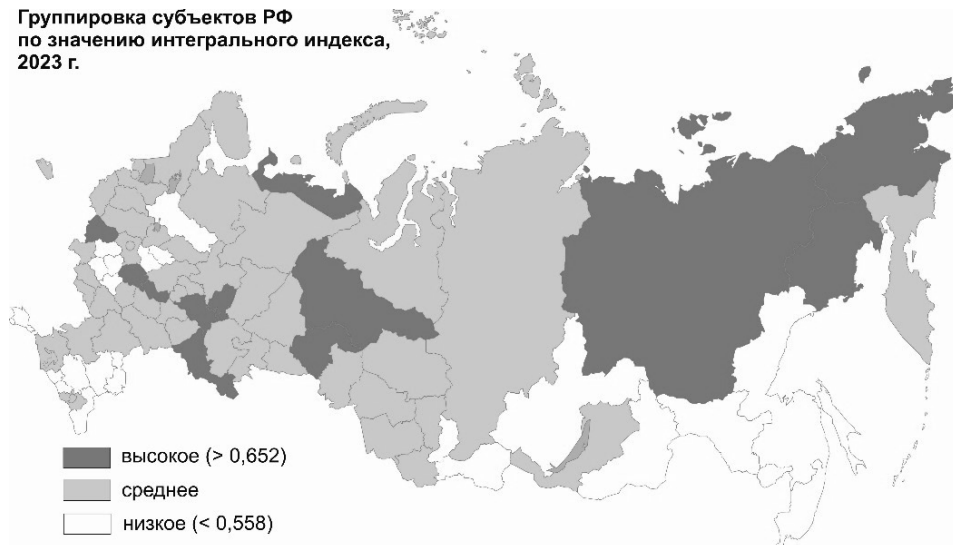 Группировка субъектов РФ
по значению интегрального индекса,
2023 г.
высокое (> 0,652)
среднее
низкое (< 0,558)